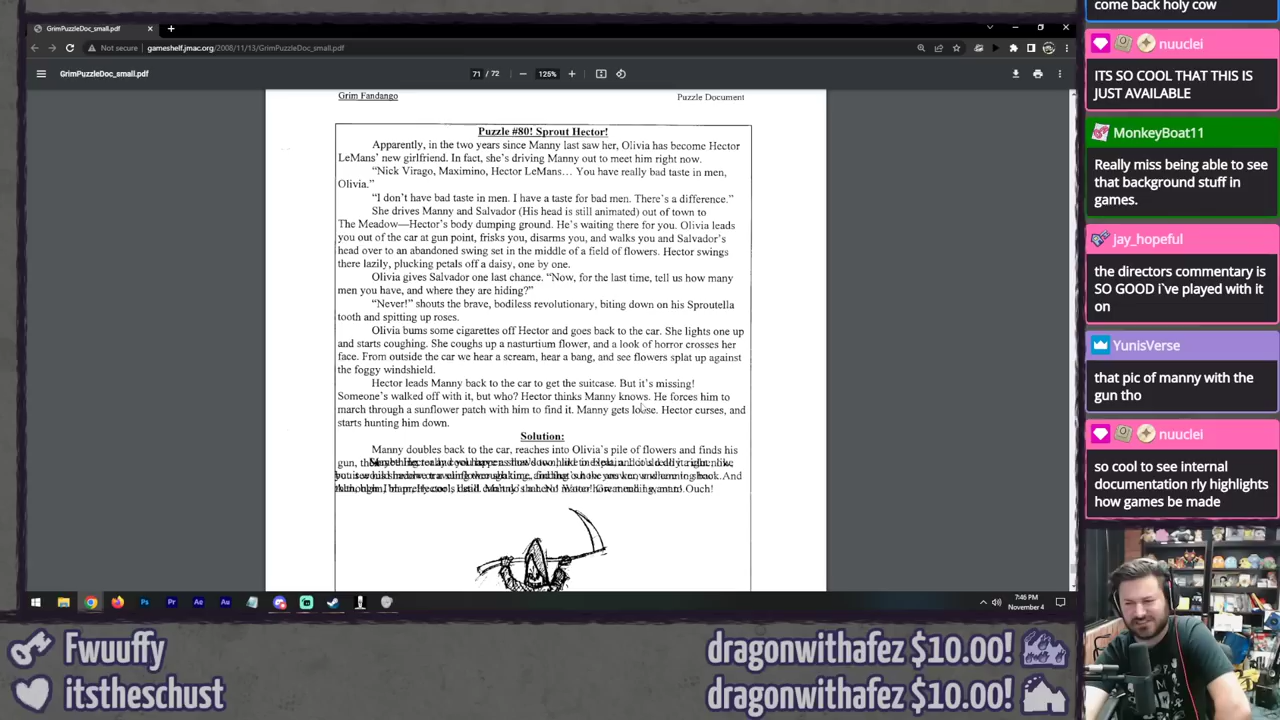 GrimPuzzleDoc_small.pdf
Not secure
gameshelf.jmac.org/2008/11/13/GrimPuzzleDoc_small.pdf
GrimPuzzleDoc_small.pdf
71 / 72
125%
Grim Fandango
Puzzle Document
Puzzle #80! Sprout Hector!
Apparently, in the two years since Manny last saw her, Olivia has become Hector
LeMans' new girlfriend. In fact, she's driving Manny out to meet him right now.
"Nick Virago, Maximino, Hector LeMans… You have really bad taste in men,
Olivia."
"I don't have bad taste in men. I have a taste for bad men. There's a difference."
She drives Manny and Salvador (His head is still animated) out of town to
The Meadow—Hector's body dumping ground. He's waiting there for you. Olivia leads
you out of the car at gun point, frisks you, disarms you, and walks you and Salvador's
head over to an abandoned swing set in the middle of a field of flowers. Hector swings
there lazily, plucking petals off a daisy, one by one.
Olivia gives Salvador one last chance. "Now, for the last time, tell us how many
men you have, and where they are hiding?"
"Never!" shouts the brave, bodiless revolutionary, biting down on his Sproutella
tooth and spitting up roses.
Olivia bums some cigarettes off Hector and goes back to the car. She lights one up
and starts coughing. She coughs up a nasturtium flower, and a look of horror crosses her
face. From outside the car we hear a scream, hear a bang, and see flowers splat up against
the foggy windshield.
Hector leads Manny back to the car to get the suitcase. But it's missing!
Someone's walked off with it, but who? Hector thinks Manny knows. He forces him to
march through a sunflower patch with him to find it. Manny gets loose. Hector curses, and
starts hunting him down.
Solution:
Manny doubles back to the car, reaches into Olivia's pile of flowers and finds his
gun,
Ouch!
7:46 PM
November 4
come back holy cow
nuuclei
ITS SO COOL THAT THIS IS
JUST AVAILABLE
MonkeyBoat11
Really miss being able to see
that background stuff in
games.
jay_hopeful
the directors commentary is
SO GOOD i`ve played with it
on
YunisVerse
that pic of manny with the
gun tho
nuuclei
so cool to see internal
documentation rly highlights
how games be made
Fwuuffy
dragonwithafez $10.00!
itstheschust
dragonwithafez $10.00!